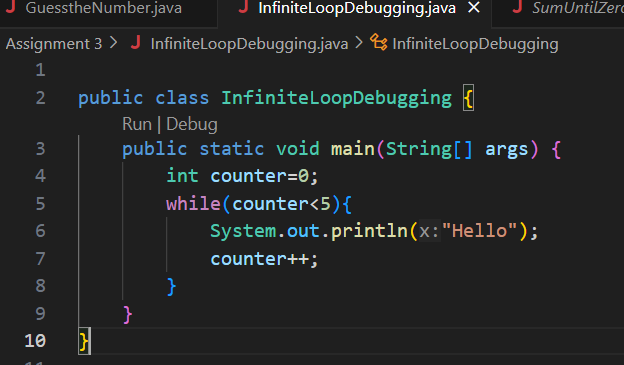 J GuesstheNumber.java
J InfiniteLoopDebugging.java ×
J SumUntilZero
Assignment 3 > J InfiniteLoopDebugging.java > InfiniteLoopDebugging
1
2 public class InfiniteLoopDebugging {
Run | Debug
3 public static void main(String[] args) {
4 int counter=0;
5 while(counter<5){
6 System.out.println(x:"Hello");
7 counter++;
8 }
9 }
10 }